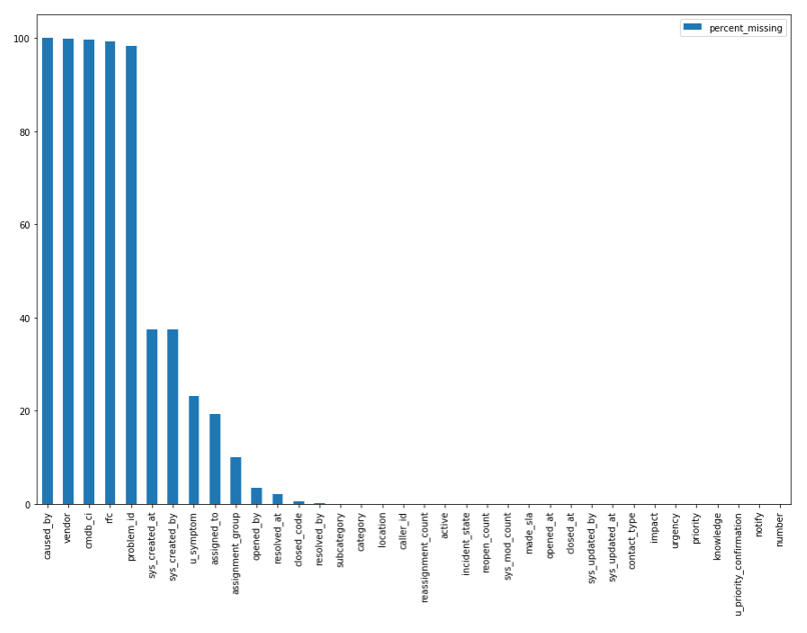 percent_missing
100
80
60
40
20
0
caused_by
vendor
cmdb_ci
rfc
problem_id
sys_created_at
sys_created_by
u_symptom
assigned_to
assignment_group
opened_by
resolved_at
closed_code
resolved_by
subcategory
category
location
caller_id
reassignment_count
active
incident_state
reopen_count
sys_mod_count
made_sla
opened_at
closed_at
sys_updated_by
sys_updated_at
contact_type
impact
urgency
priority
knowledge
u_priority_confirmation
notify
number